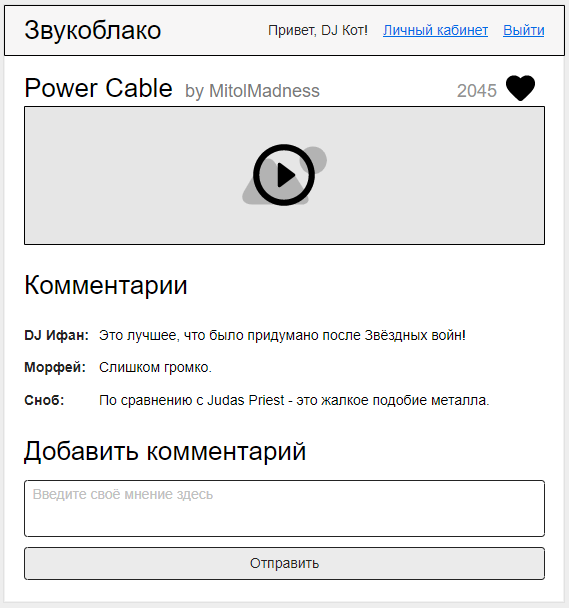 Звукоблако Привет, DJ Кот! Личный кабинет Выйти
Power Cable by MitolMadness 2045
Комментарии
DJ Ифан: Это лучшее, что было придумано после Звёздных войн!
Морфей: Слишком громко.
Сноб: По сравнению с Judas Priest - это жалкое подобие металла.
Добавить комментарий
Введите своё мнение здесь
Отправить